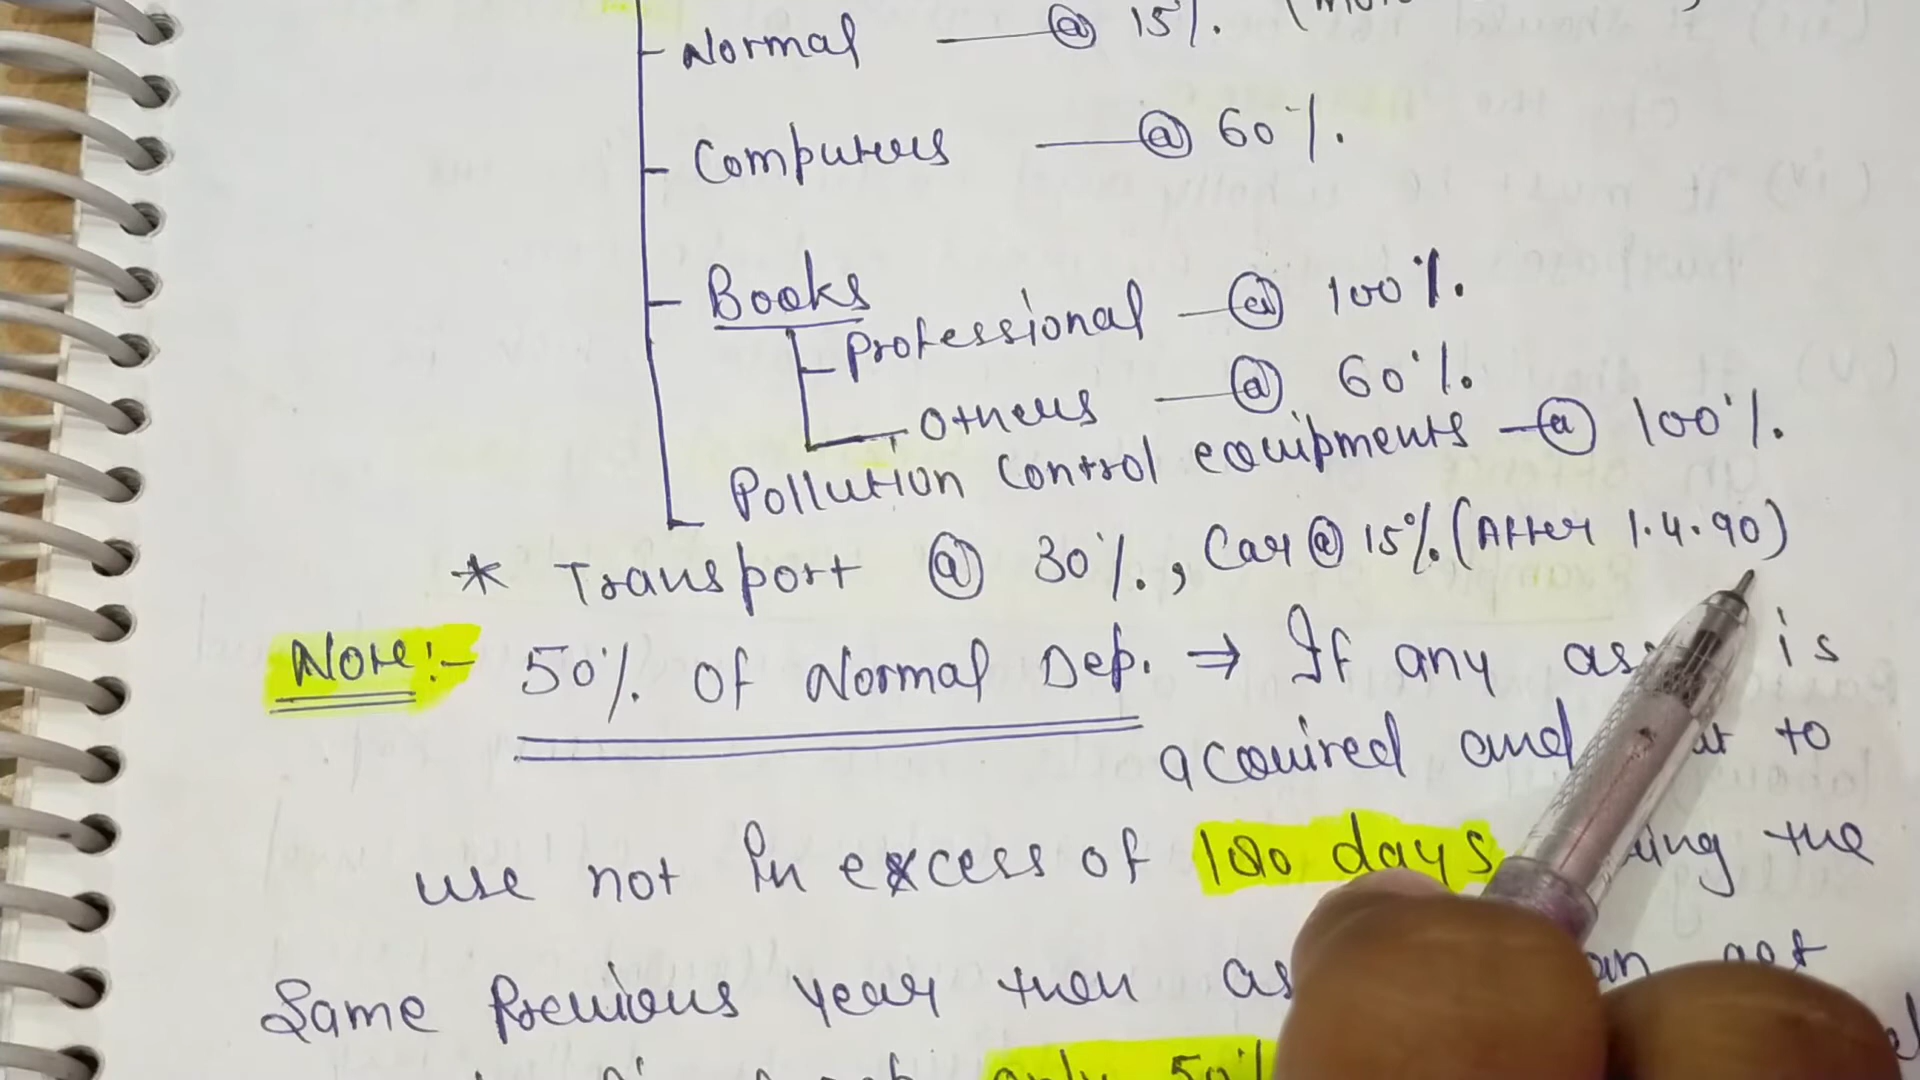 Normal — @ 15%.
Computers — @ 60%.
Books
Professional — @ 100%.
Others — @ 60%.
Pollution control equipments — @ 100%.
* Transport @ 30%, Car @ 15% (After 1.4.90)
Note:- 50% of Normal Dep. ⇒ If any is
acquired and to
use not in excess of 180 days the
Same Previous year then
only 50%